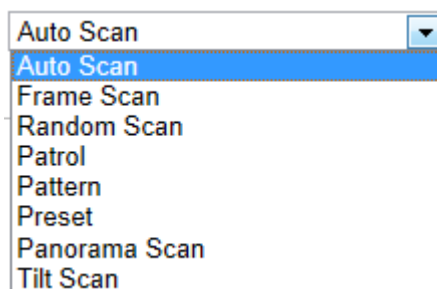 Auto Scan
Auto Scan
Frame Scan
Random Scan
Patrol
Pattern
Preset
Panorama Scan
Tilt Scan